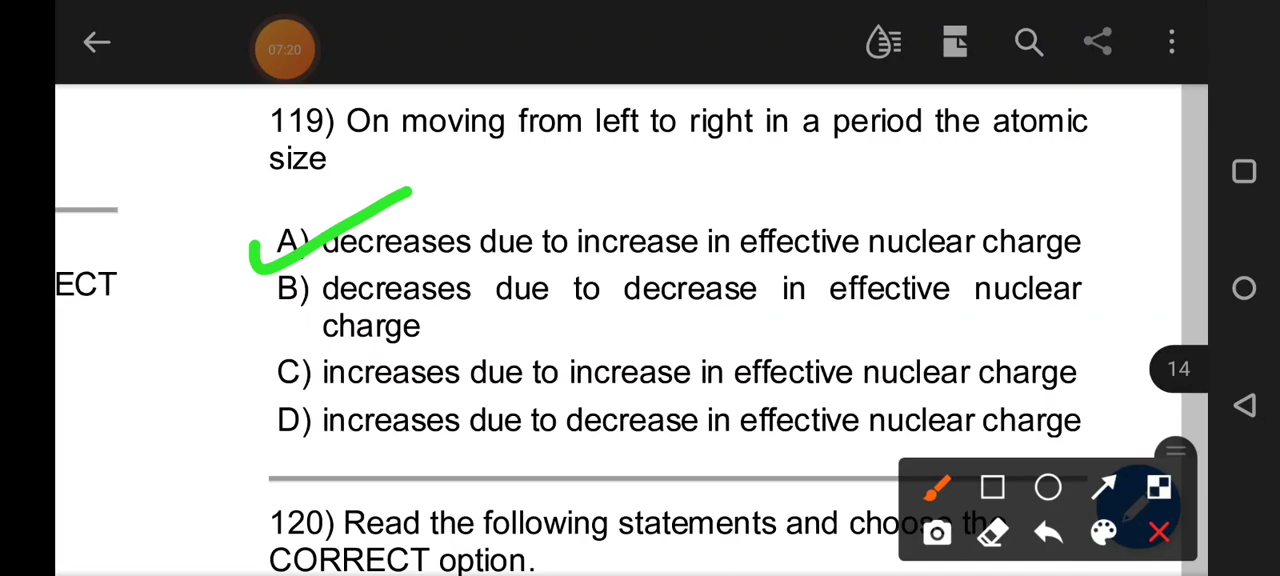 07:20
119) On moving from left to right in a period the atomic
size
A) decreases due to increase in effective nuclear charge
ECT
B) decreases due to decrease in effective nuclear
charge
C) increases due to increase in effective nuclear charge
14
D) increases due to decrease in effective nuclear charge
120) Read the following statements and choose the
CORRECT option.